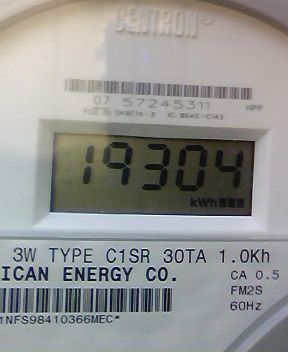 CENTRON
07 57245311
HPP
19304
kWh
3W TYPE C1SR 30TA 1.0Kh
ICAN ENERGY CO.
CA 0.5
FM2S
60Hz
1NFS98410366MEC*